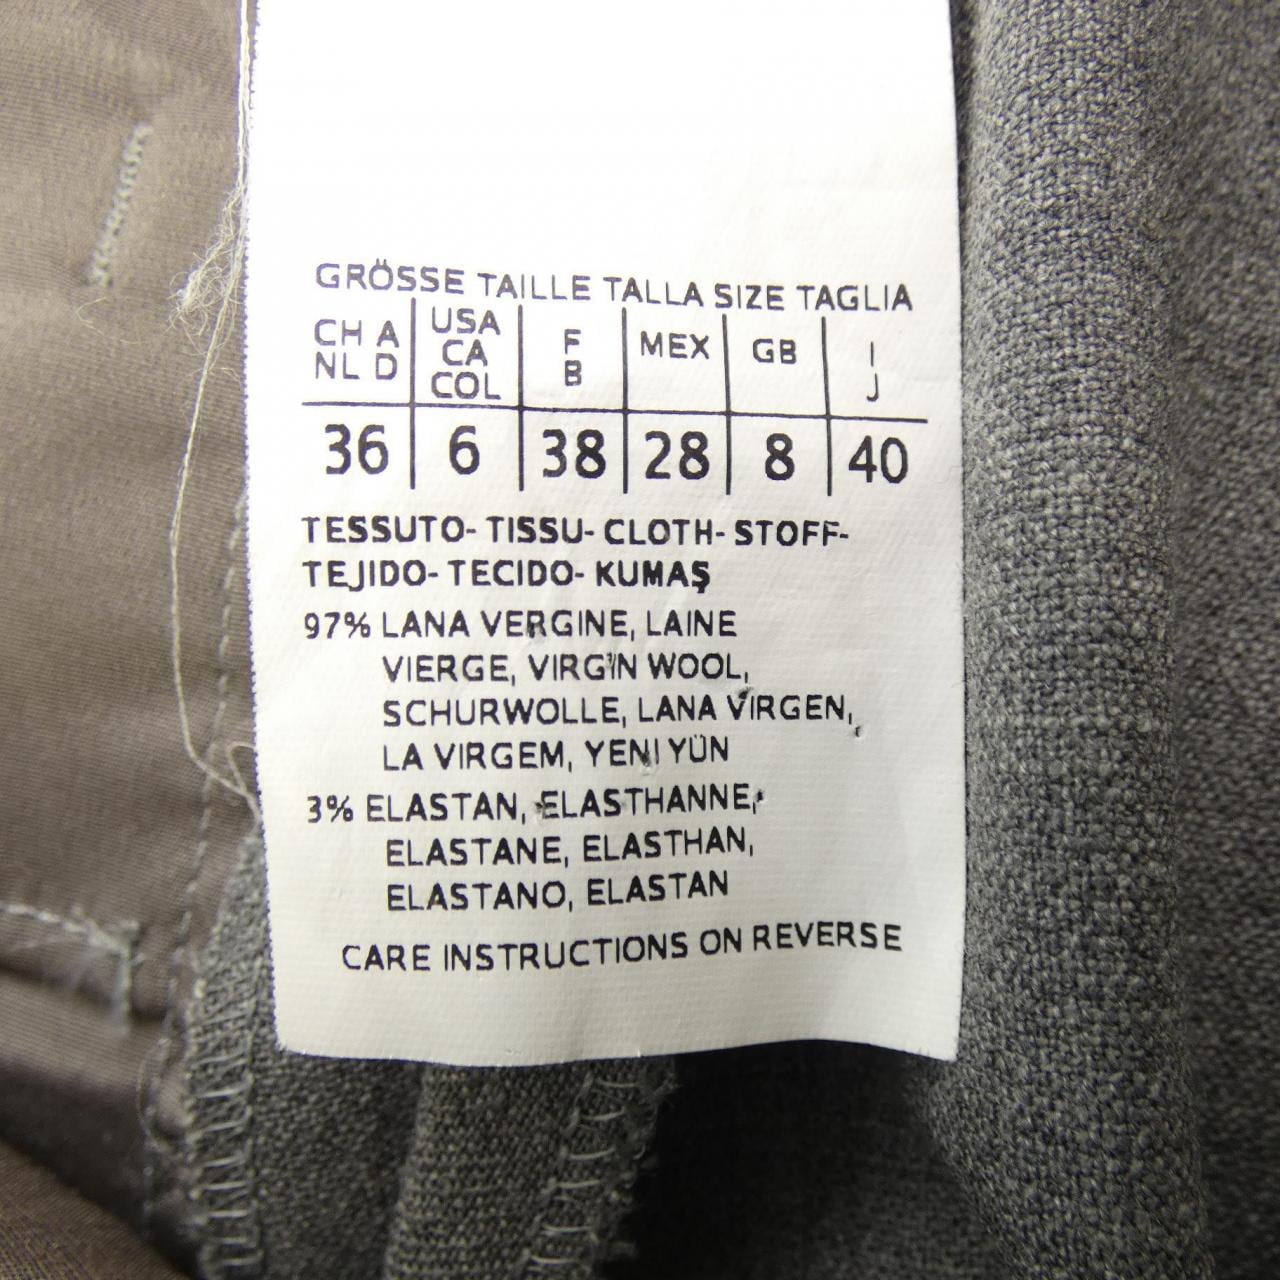 GRÖSSE TAILLE TALLA SIZE TAGLIA
CH A NL D USA CA COL F B MEX GB I J
36 6 38 28 8 40
TESSUTO- TISSU- CLOTH- STOFF-
TEJIDO- TECIDO- KUMAŞ
97% LANA VERGINE, LAINE
VIERGE, VIRGIN WOOL,
SCHURWOLLE, LANA VIRGEN,
LA VIRGEM, YENI YÜN
3% ELASTAN, ELASTHANNE,
ELASTANE, ELASTHAN,
ELASTANO, ELASTAN
CARE INSTRUCTIONS ON REVERSE